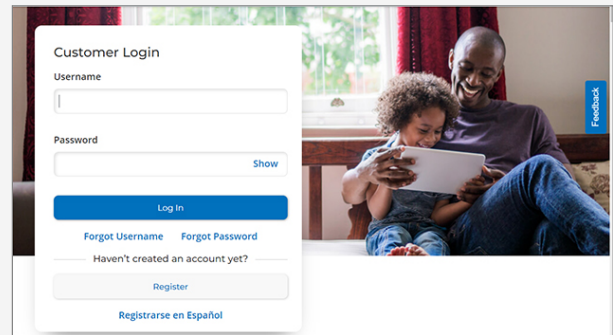 Customer Login
Username
Password
Show
Log In
Forgot Username Forgot Password
Haven't created an account yet?
Register
Registrarse en Español
Feedback